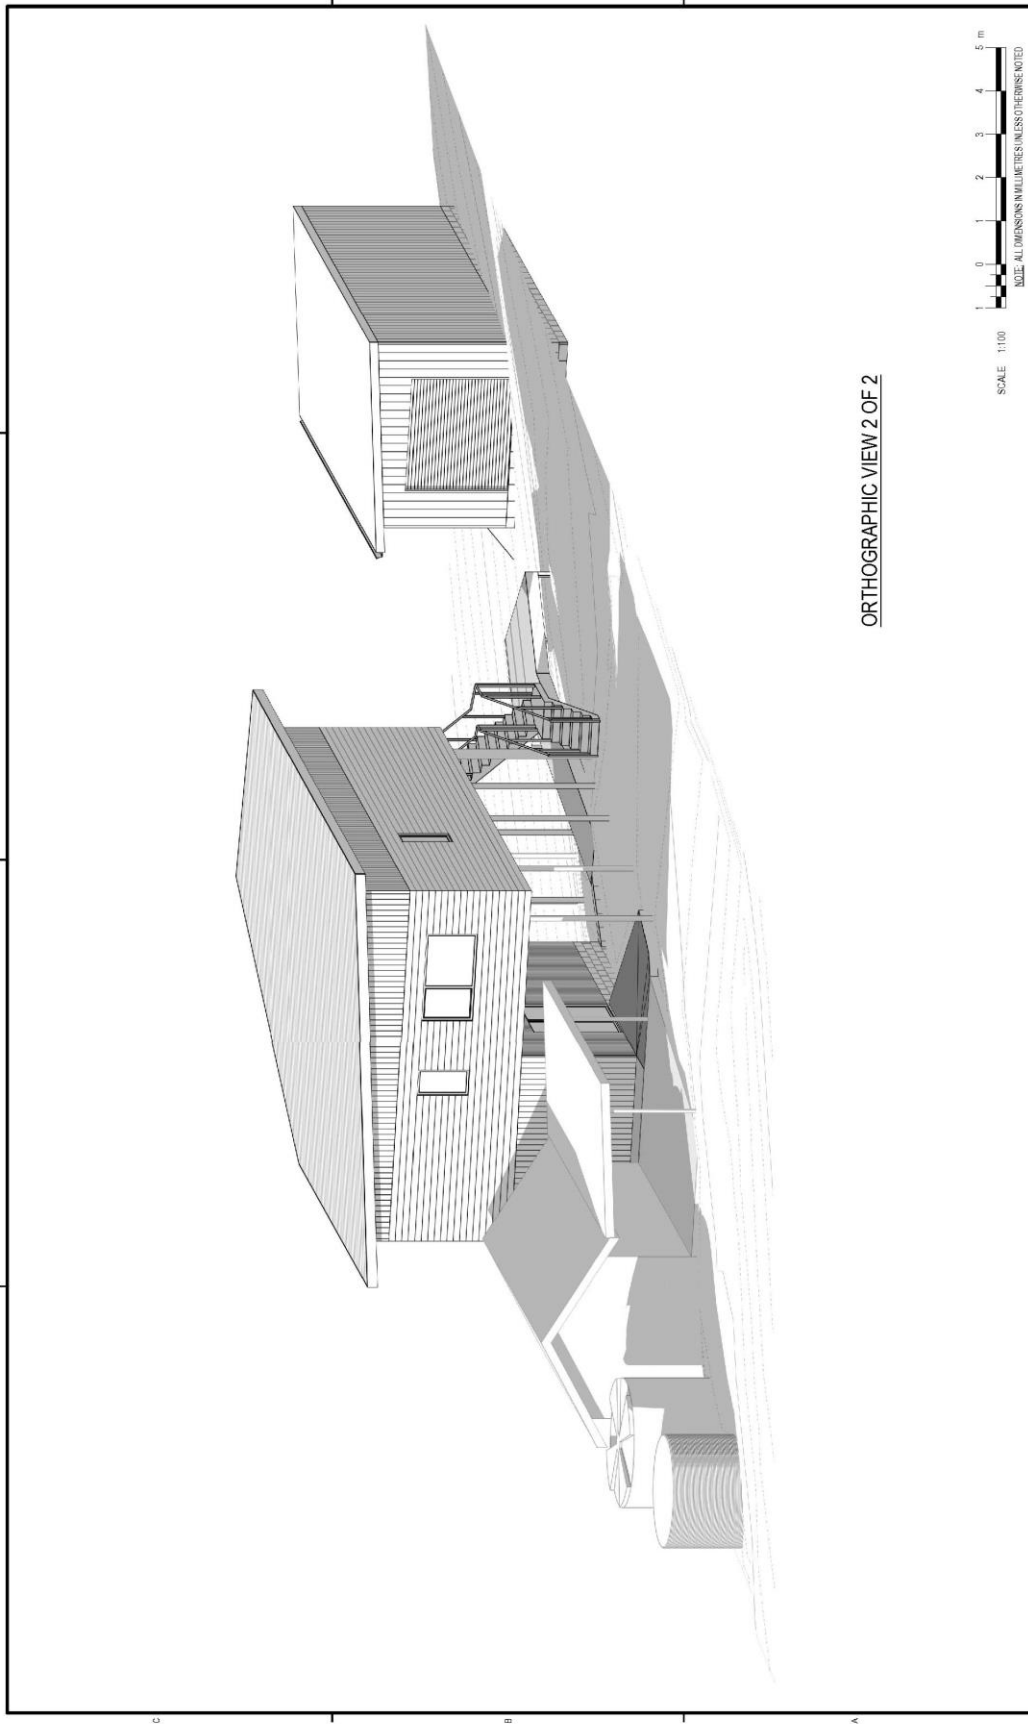 C
B
A
ORTHOGRAPHIC VIEW 2 OF 2
1 0 1 2 3 4 5 m
SCALE 1:100
NOTE: ALL DIMENSIONS IN MILLIMETRES UNLESS OTHERWISE NOTED